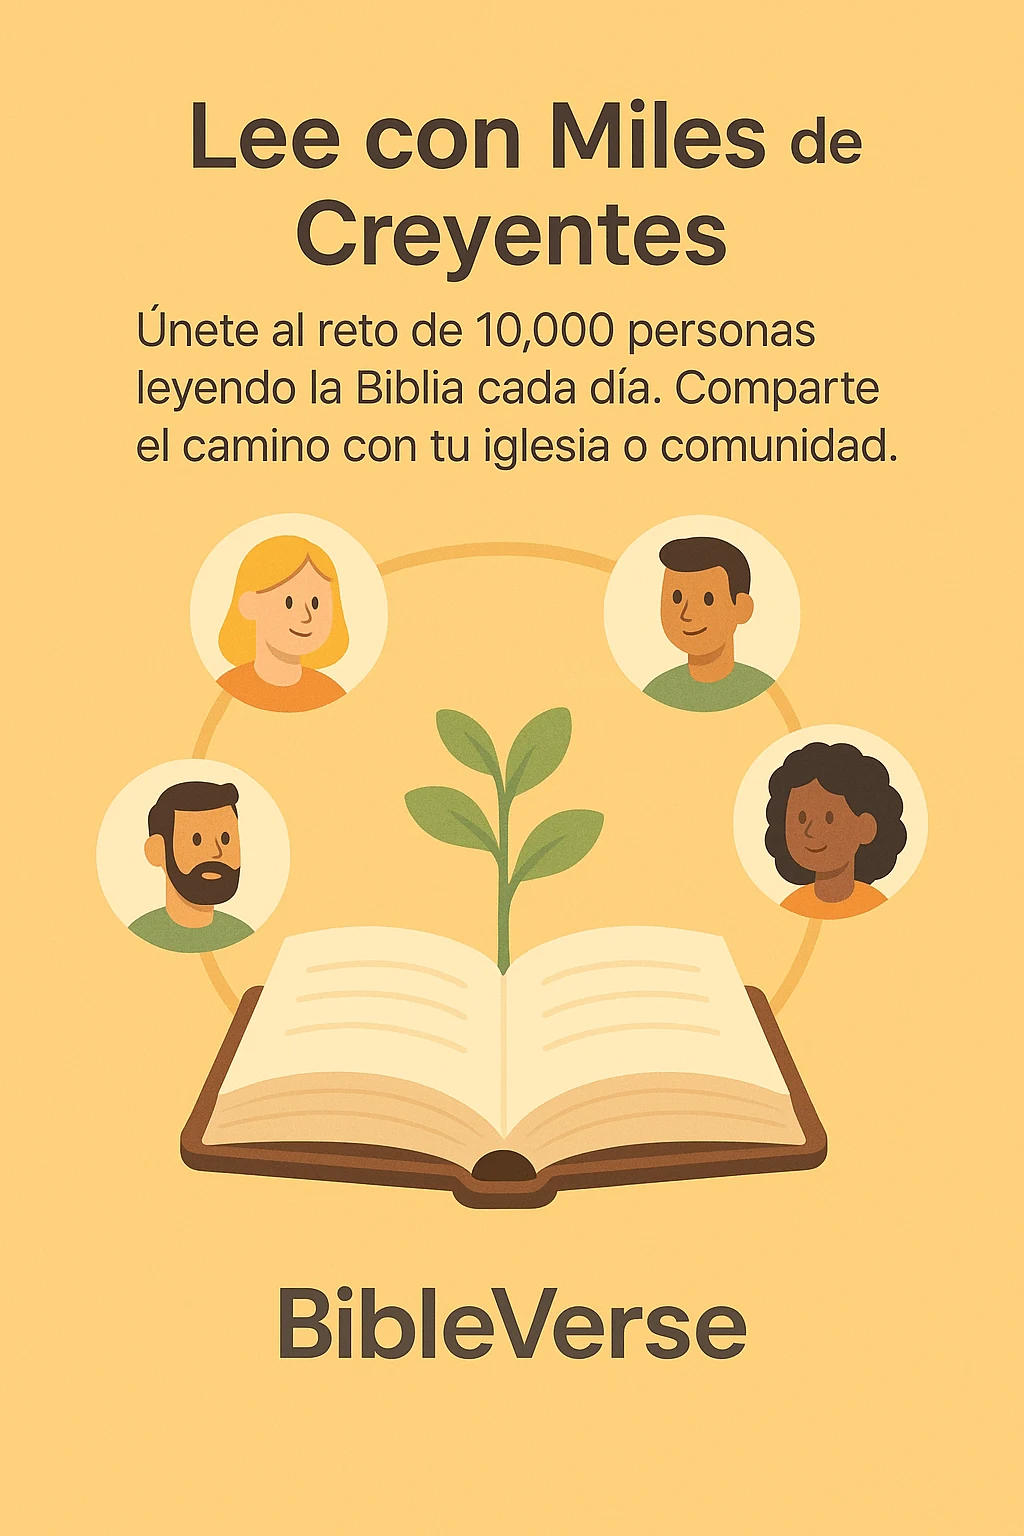 Lee con Miles de
Creyentes
Únete al reto de 10,000 personas
leyendo la Biblia cada día. Comparte
el camino con tu iglesia o comunidad.
BibleVerse